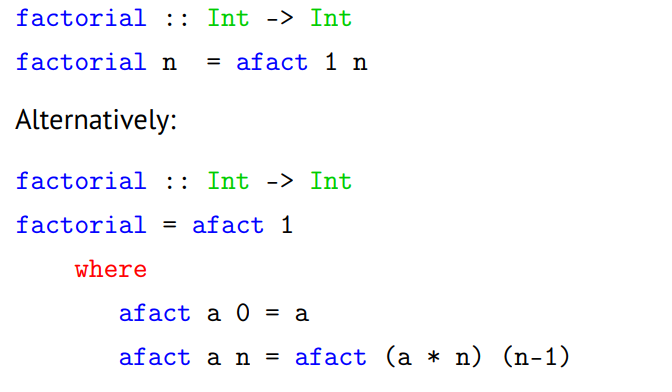 factorial :: Int -> Int
factorial n  = afact 1 n
Alternatively:
factorial :: Int -> Int
factorial = afact 1
    where
       afact a 0 = a
       afact a n = afact (a * n) (n-1)